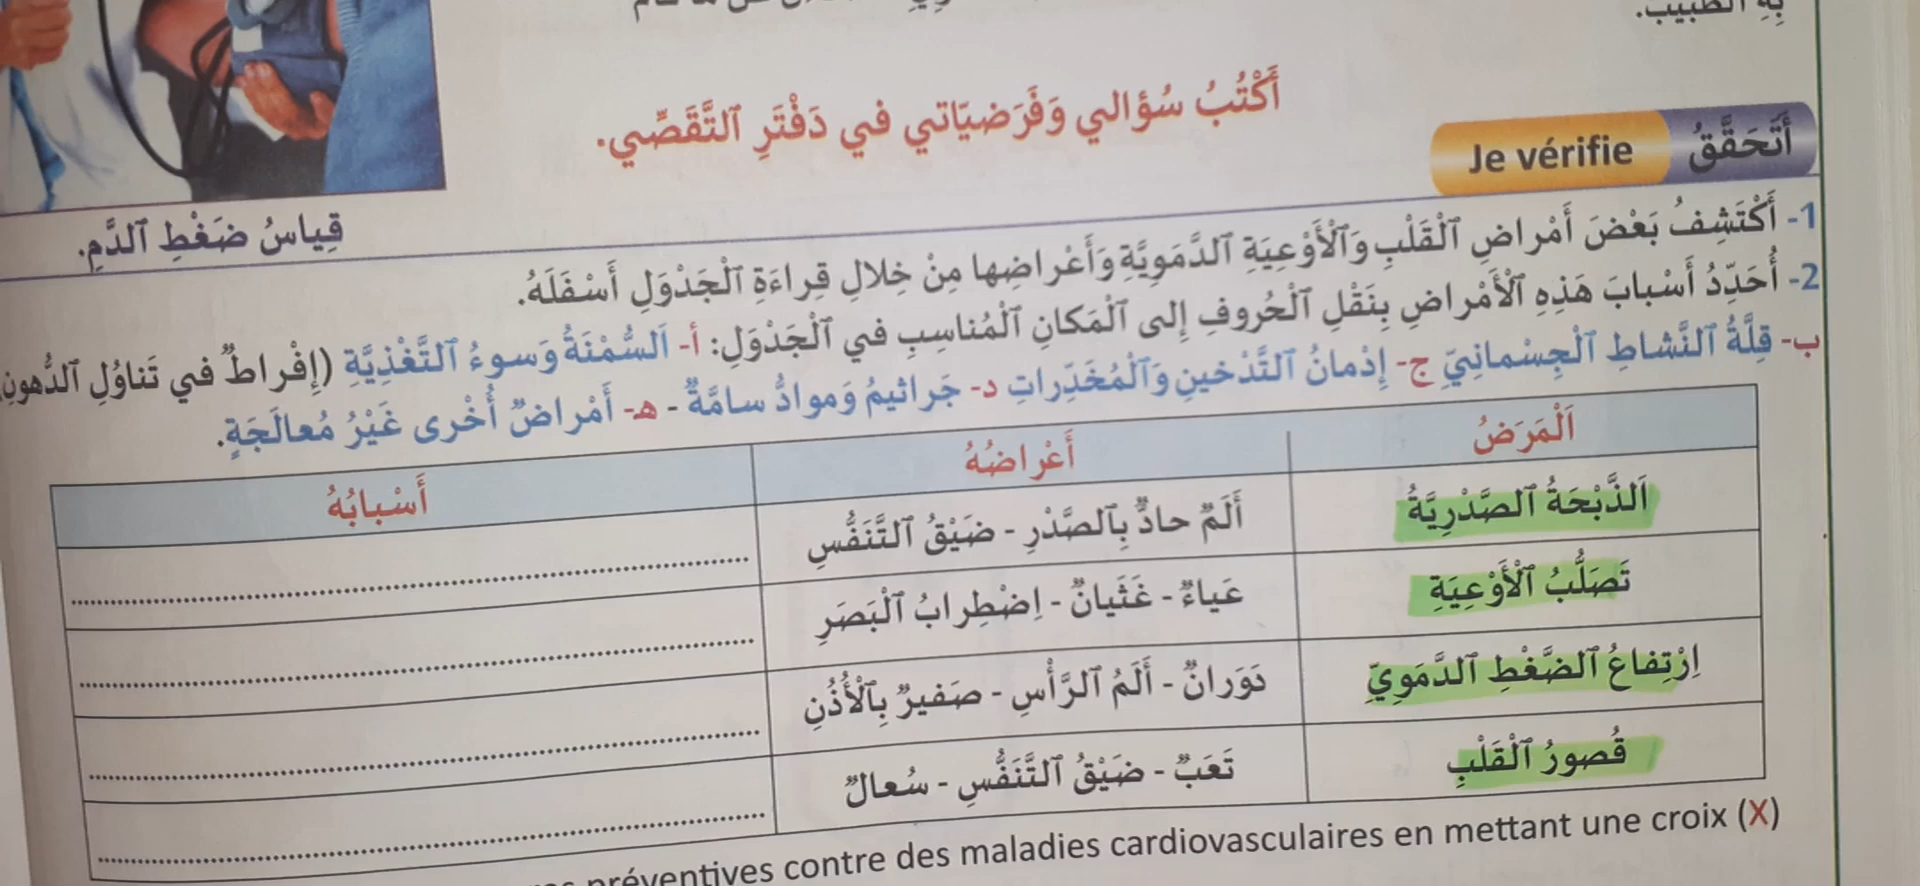 بِهِ الطَّبيبُ.
أَكْتُبُ سُؤالي وَفَرَضيّاتي في دَفْتَرِ ٱلتَّقَصّي.
أَتَحَقَّقُ Je vérifie
قِياسُ ضَغْطِ ٱلدَّمِ.
1- أَكْتَشِفُ بَعْضَ أَمْراضِ ٱلْقَلْبِ وَٱلْأَوْعِيَةِ ٱلدَّمَوِيَّةِ وَأَعْراضِها مِنْ خِلالِ قِراءَةِ ٱلْجَدْوَلِ أَسْفَلَهُ.
2- أُحَدِّدُ أَسْبابَ هَذِهِ ٱلْأَمْراضِ بِنَقْلِ ٱلْحُروفِ إِلى ٱلْمَكانِ ٱلْمُناسِبِ في ٱلْجَدْوَلِ: أ- اَلسُّمْنَةُ وَسوءُ ٱلتَّغْذِيَّةِ (إِفْراطٌ في تَناوُلِ ٱلدُّهونِ
ب- قِلَّةُ ٱلنَّشاطِ ٱلْجِسْمانِيِّ ج- إِدْمانُ ٱلتَّدْخينِ وَٱلْمُخَدِّراتِ د- جَراثيمُ وَموادُّ سامَّةٌ - هـ- أَمْراضٌ أُخْرى غَيْرُ مُعالَجَةٍ.
اَلْمَرَضُ أَعْراضُهُ أَسْبابُهُ
اَلذَّبْحَةُ ٱلصَّدْرِيَّةُ أَلَمٌ حادٌّ بِٱلصَّدْرِ - ضَيْقُ ٱلتَّنَفُّسِ
تَصَلُّبُ ٱلْأَوْعِيَةِ عَياءٌ - غَثَيانٌ - اِضْطِرابُ ٱلْبَصَرِ
اِرْتِفاعُ ٱلضَّغْطِ ٱلدَّمَوِيِّ دَوَرانٌ - أَلَمُ ٱلرَّأْسِ - صَفيرٌ بِٱلْأُذُنِ
قُصورُ ٱلْقَلْبِ تَعَبٌ - ضَيْقُ ٱلتَّنَفُّسِ - سُعالٌ
préventives contre des maladies cardiovasculaires en mettant une croix (X)